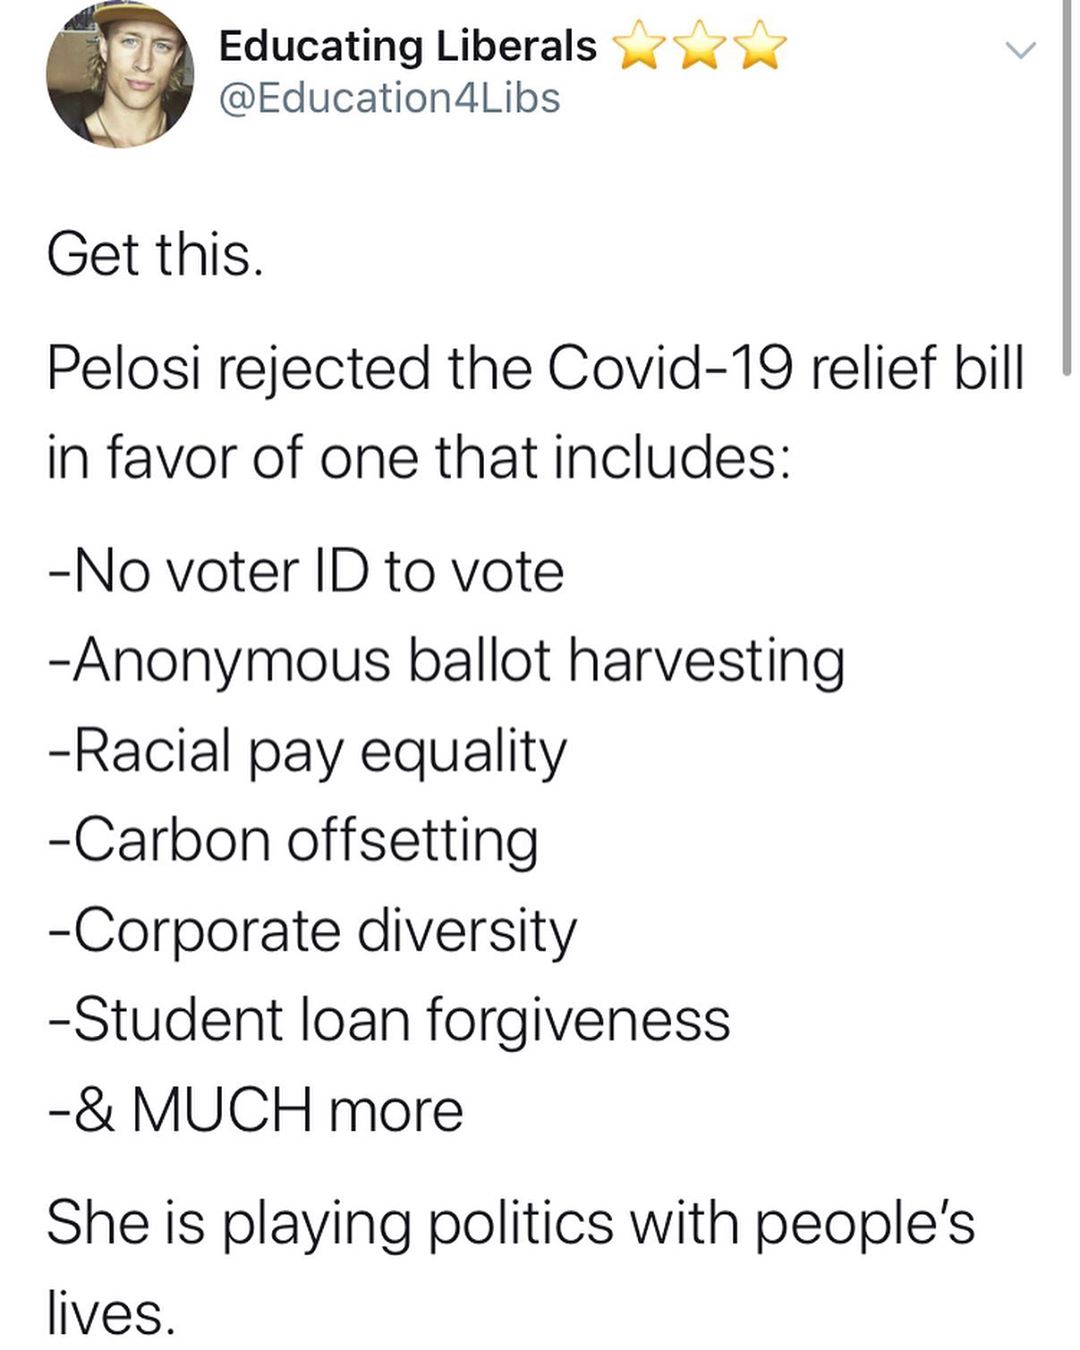 Educating Liberals ⭐⭐⭐
@Education4Libs
Get this.
Pelosi rejected the Covid-19 relief bill
in favor of one that includes:
-No voter ID to vote
-Anonymous ballot harvesting
-Racial pay equality
-Carbon offsetting
-Corporate diversity
-Student loan forgiveness
-& MUCH more
She is playing politics with people’s
lives.